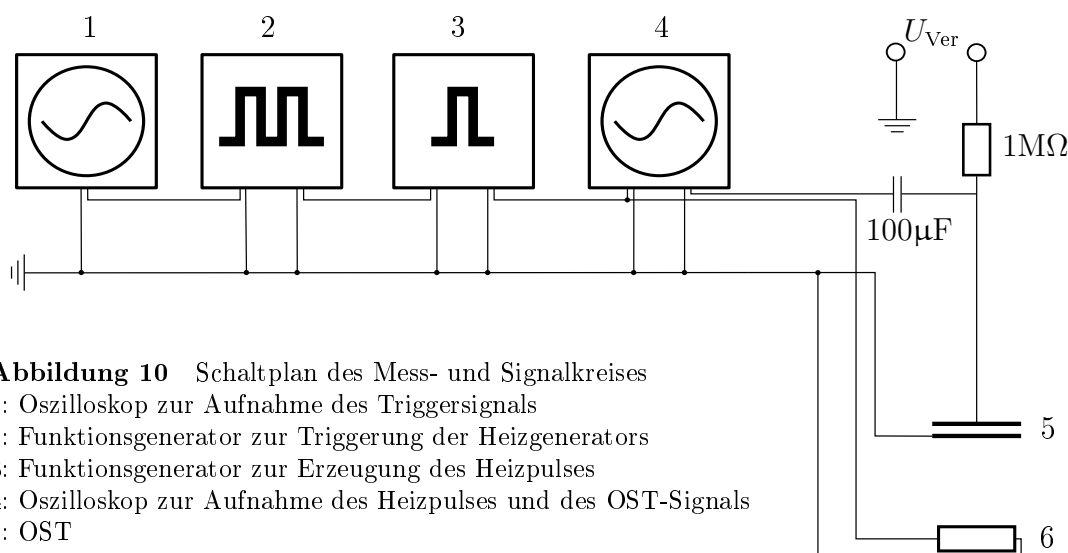 1 2 3 4
U_Ver
1MΩ
100µF
Abbildung 10 Schaltplan des Mess- und Signalkreises
: Oszilloskop zur Aufnahme des Triggersignals
: Funktionsgenerator zur Triggerung der Heizgenerators
: Funktionsgenerator zur Erzeugung des Heizpulses
: Oszilloskop zur Aufnahme des Heizpulses und des OST-Signals
: OST
5
6